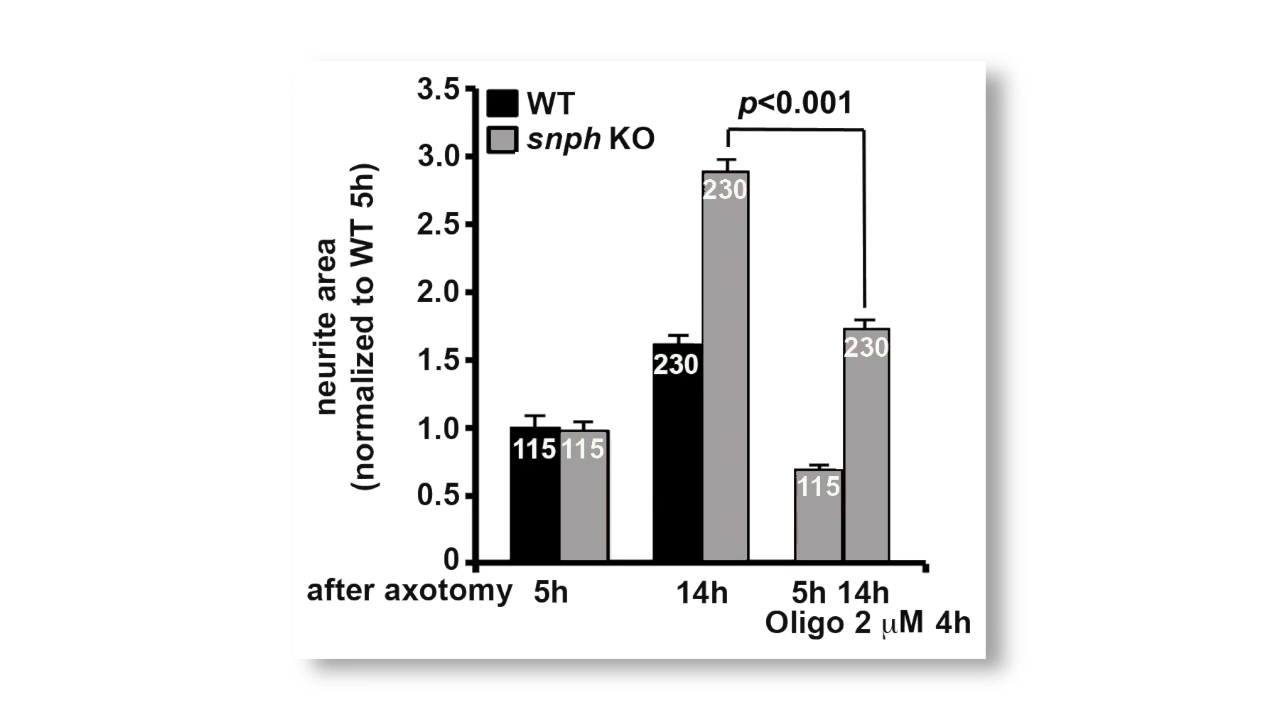 neurite area
(normalized to WT 5h)
3.5
3.0
2.5
2.0
1.5
1.0
0.5
0
WT
snph KO
p<0.001
115
115
230
230
115
230
after axotomy 5h 14h 5h 14h
Oligo 2 μM 4h